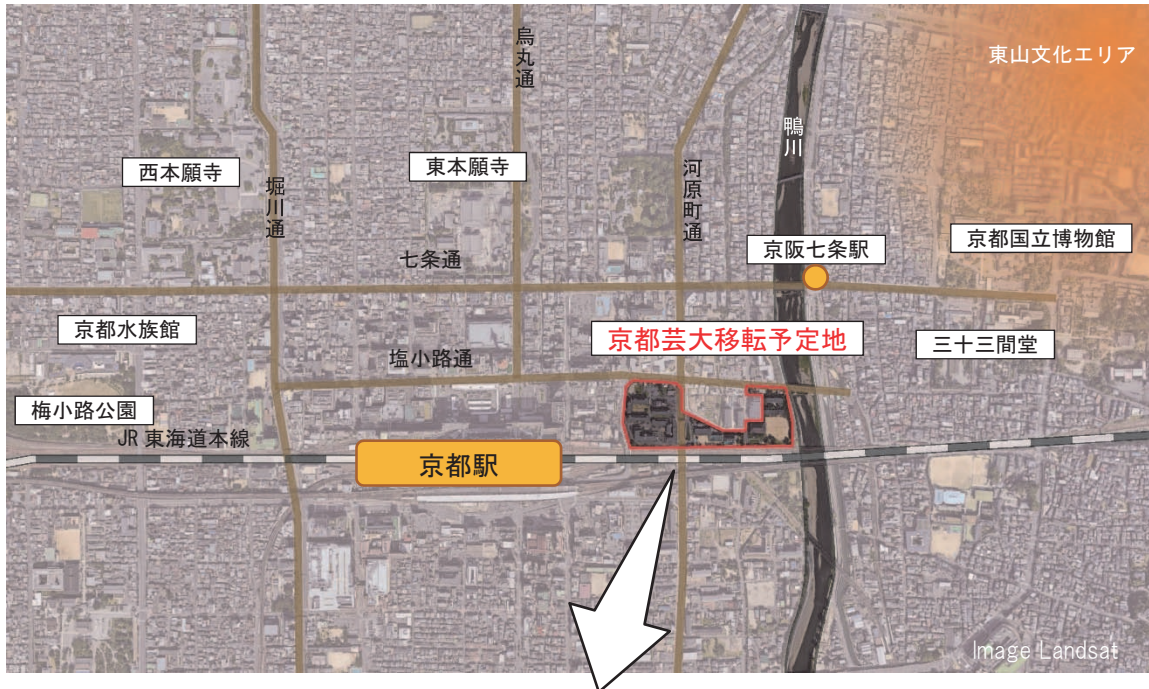 東山文化エリア
烏丸通
鴨川
西本願寺
東本願寺
堀川通
河原町通
京都国立博物館
京阪七条駅
七条通
京都水族館
京都芸大移転予定地
三十三間堂
塩小路通
梅小路公園
JR 東海道本線
京都駅
Image Landsat